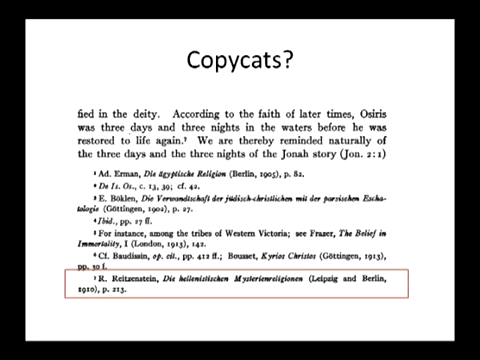 Copycats?
fied in the deity. According to the faith of later times, Osiris
was three days and three nights in the waters before he was
restored to life again.⁷ We are thereby reminded naturally of
the three days and the three nights of the Jonah story (Jon. 2:1)
¹ Ad. Erman, Die ägyptische Religion (Berlin, 1905), p. 82.
² De Is. Os., c. 13, 39; cf. 42.
³ E. Böklen, Die Verwandtschaft der jüdisch-christlichen mit der parsischen Escha-
tologie (Göttingen, 1902), p. 27.
⁴ Ibid., pp. 27 ff.
⁵ For instance, among the tribes of Western Victoria; see Frazer, The Belief in
Immortality, I (London, 1913), 142.
⁶ Cf. Baudissin, op. cit., pp. 412 ff.; Bousset, Kyrios Christos (Göttingen, 1913),
pp. 30 f.
⁷ R. Reitzenstein, Die hellenistischen Mysterienreligionen (Leipzig and Berlin,
1910), p. 213.